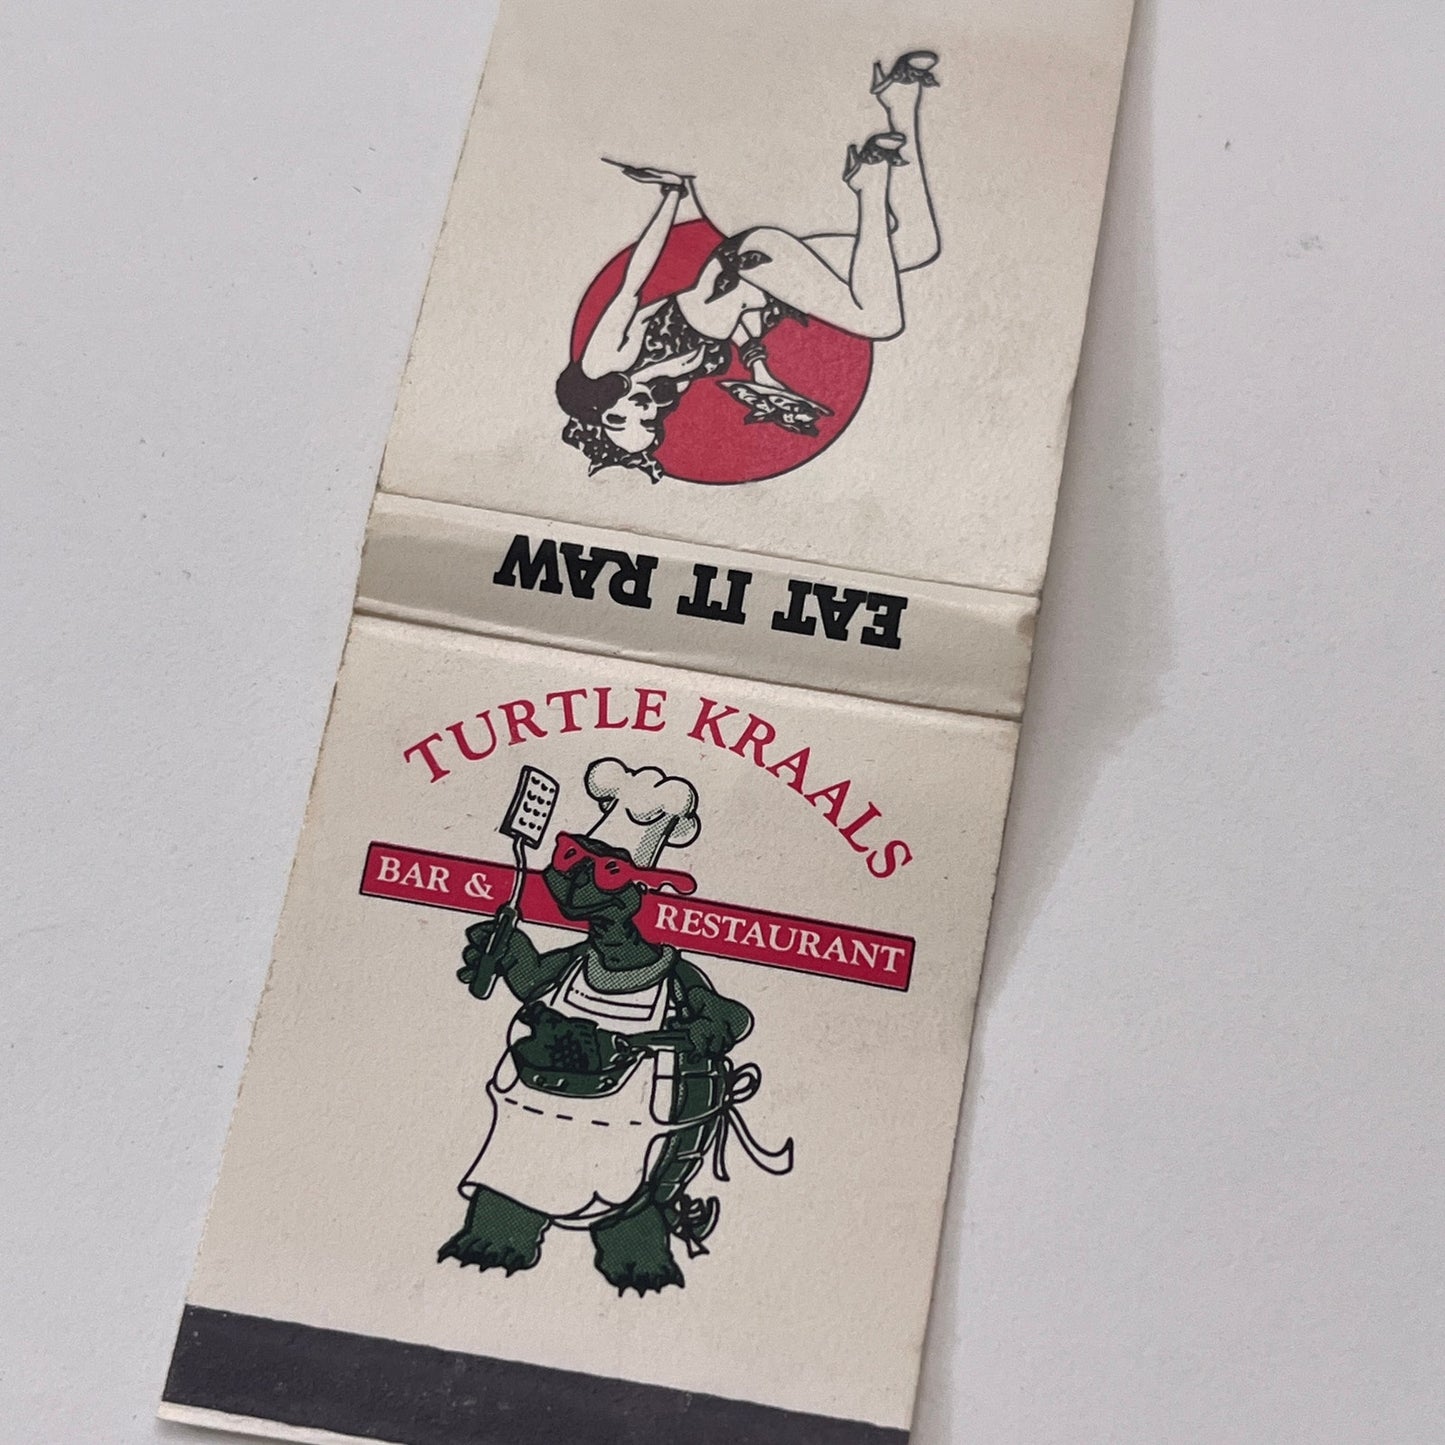 EAT IT RAW
TURTLE KRAALS
BAR & RESTAURANT